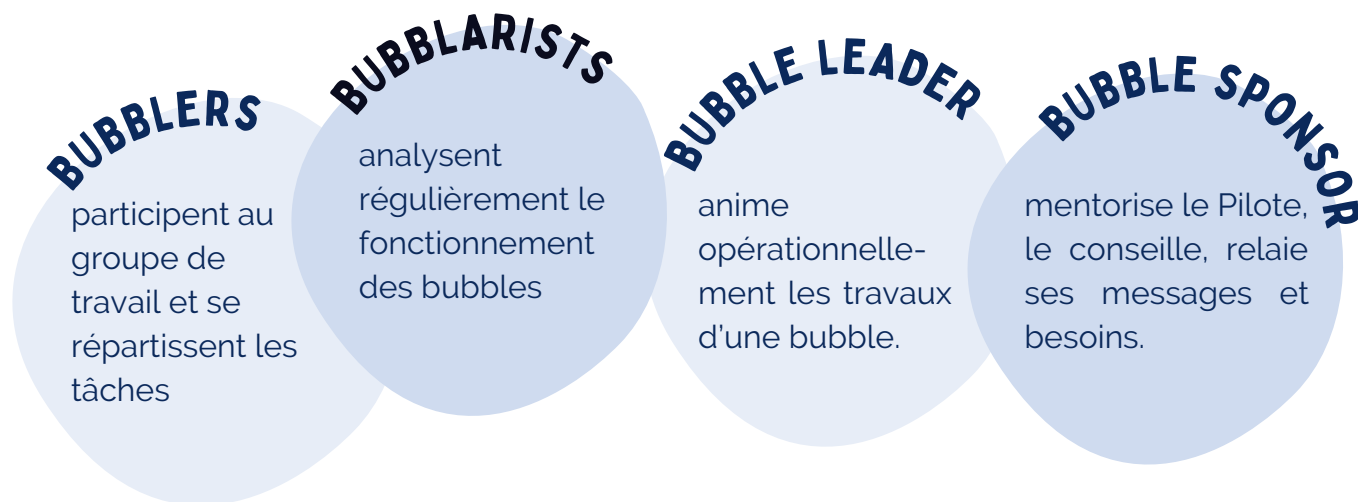 BUBBLERS
participent au
groupe de
travail et se
répartissent les
tâches
BUBBLARISTS
analysent
régulièrement le
fonctionnement
des bubbles
BUBBLE LEADER
anime
opérationnelle-
ment les travaux
d'une bubble.
BUBBLE SPONSOR
mentorise le Pilote,
le conseille, relaie
ses messages et
besoins.